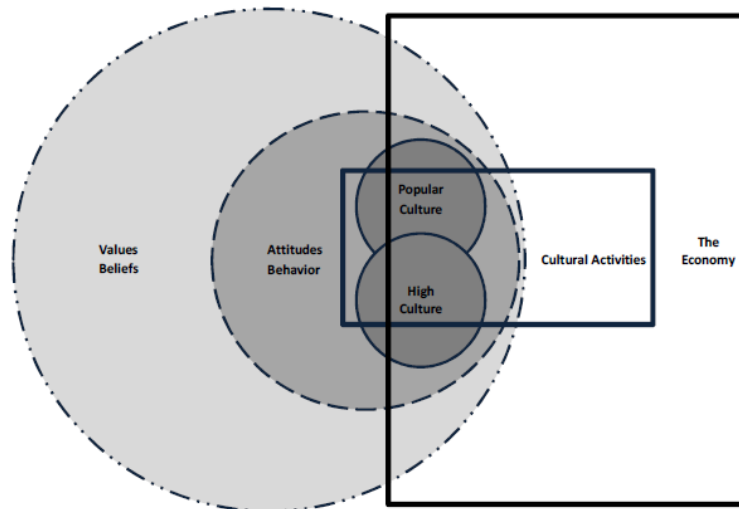 Popular
Culture
Values
Beliefs
Attitudes
Behavior
Cultural Activities
The
Economy
High
Culture